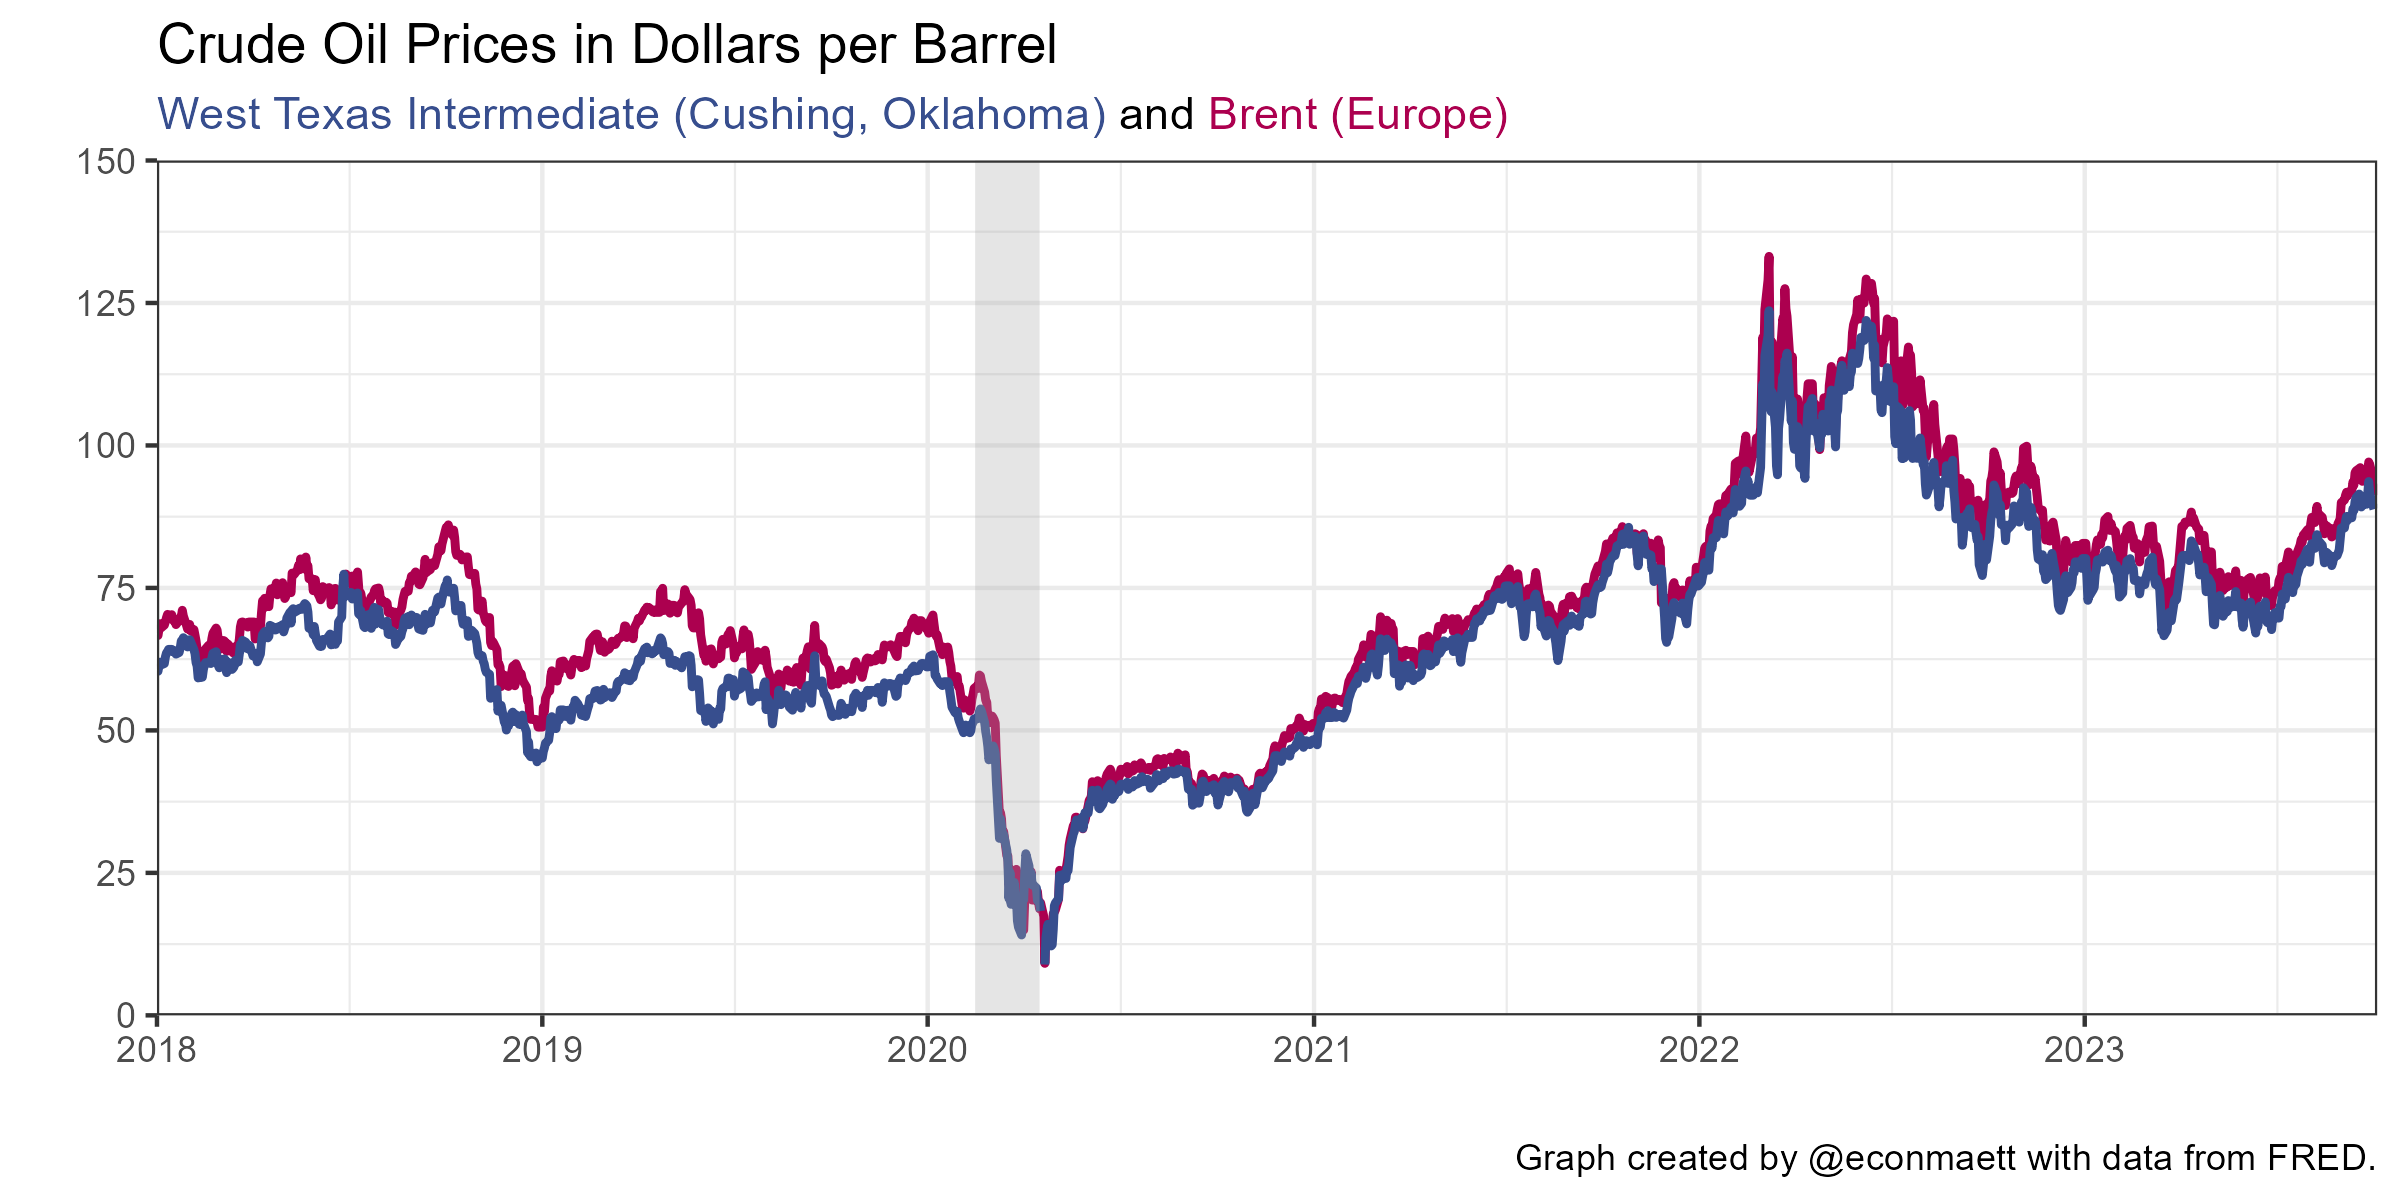 Crude Oil Prices in Dollars per Barrel
West Texas Intermediate (Cushing, Oklahoma) and Brent (Europe)
150
125
100
75
50
25
0
2018 2019 2020 2021 2022 2023
Graph created by @econmaett with data from FRED.